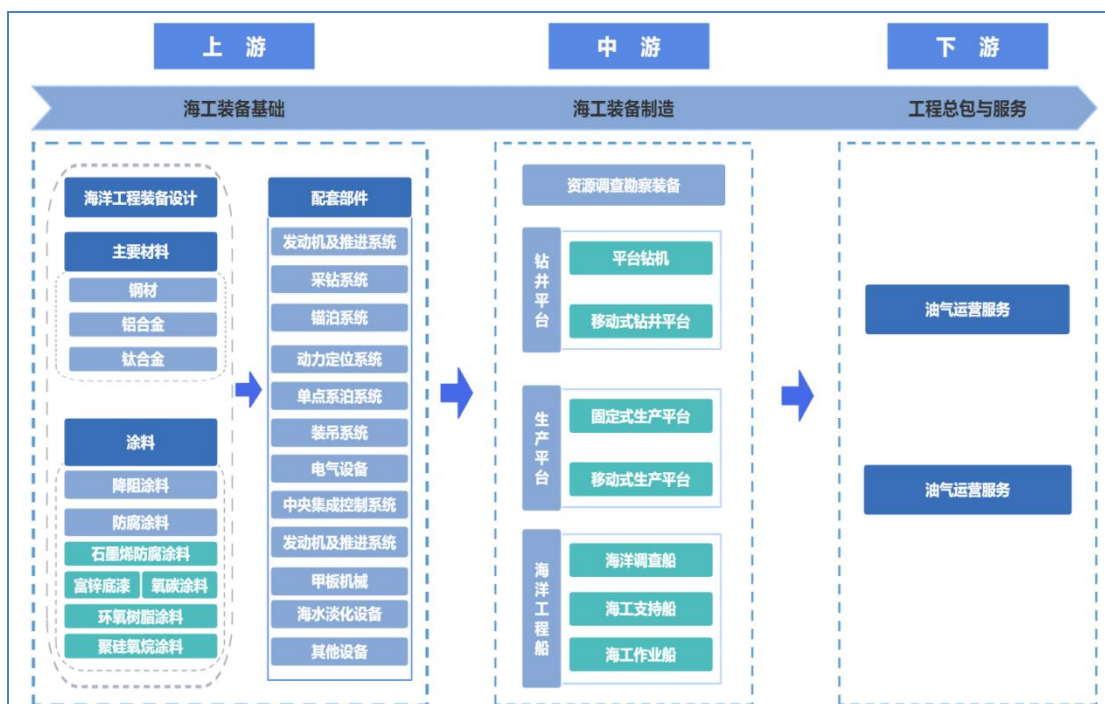 上 游
中 游
下 游
海工装备基础
海工装备制造
工程总包与服务
海洋工程装备设计
主要材料
钢材
铝合金
钛合金
涂料
降阻涂料
防腐涂料
石墨烯防腐涂料
富锌底漆
氧碳涂料
环氧树脂涂料
聚硅氧烷涂料
配套部件
发动机及推进系统
采钻系统
锚泊系统
动力定位系统
单点系泊系统
装吊系统
电气设备
中央集成控制系统
发动机及推进系统
甲板机械
海水淡化设备
其他设备
资源调查勘察装备
钻井平台
平台钻机
移动式钻井平台
生产平台
固定式生产平台
移动式生产平台
海洋工程船
海洋调查船
海工支持船
海工作业船
油气运营服务
油气运营服务